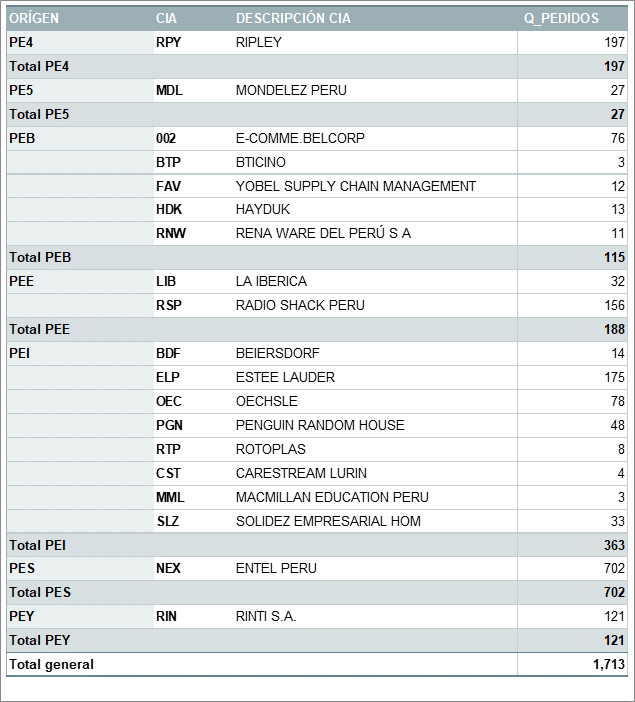 ORÍGEN CIA DESCRIPCIÓN CIA Q_PEDIDOS
PE4 RPY RIPLEY 197
Total PE4 197
PE5 MDL MONDELEZ PERU 27
Total PE5 27
PEB 002 E-COMME.BELCORP 76
BTP BTICINO 3
FAV YOBEL SUPPLY CHAIN MANAGEMENT 12
HDK HAYDUK 13
RNW RENA WARE DEL PERÚ S A 11
Total PEB 115
PEE LIB LA IBERICA 32
RSP RADIO SHACK PERU 156
Total PEE 188
PEI BDF BEIERSDORF 14
ELP ESTEE LAUDER 175
OEC OECHSLE 78
PGN PENGUIN RANDOM HOUSE 48
RTP ROTOPLAS 8
CST CARESTREAM LURIN 4
MML MACMILLAN EDUCATION PERU 3
SLZ SOLIDEZ EMPRESARIAL HOM 33
Total PEI 363
PES NEX ENTEL PERU 702
Total PES 702
PEY RIN RINTI S.A. 121
Total PEY 121
Total general 1,713